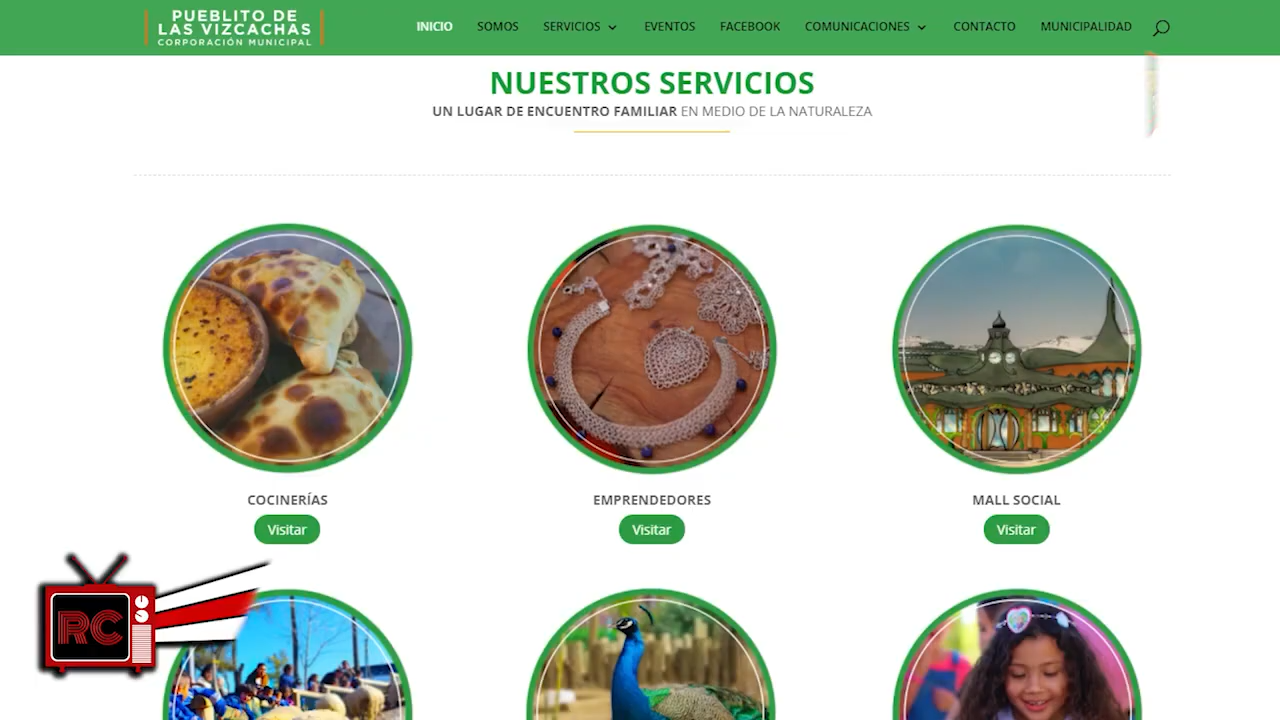 PUEBLITO DE
LAS VIZCACHAS
CORPORACIÓN MUNICIPAL
INICIO SOMOS SERVICIOS EVENTOS FACEBOOK COMUNICACIONES CONTACTO MUNICIPALIDAD
NUESTROS SERVICIOS
UN LUGAR DE ENCUENTRO FAMILIAR EN MEDIO DE LA NATURALEZA
COCINERÍAS EMPRENDEDORES MALL SOCIAL
Visitar Visitar Visitar
RC